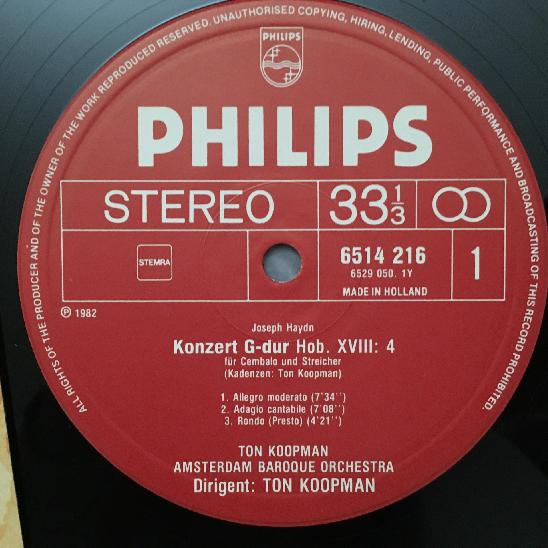 ALL RIGHTS OF THE PRODUCER AND OF THE OWNER OF THE WORK REPRODUCED RESERVED. UNAUTHORISED COPYING, HIRING, LENDING, PUBLIC PERFORMANCE AND BROADCASTING OF THIS RECORD PROHIBITED.
PHILIPS
PHILIPS
STEREO 33 1/3
STEMRA
6514 216
6529 050. 1Y
MADE IN HOLLAND
1
℗ 1982
Joseph Haydn
Konzert G-dur Hob. XVIII: 4
für Cembalo und Streicher
(Kadenzen: Ton Koopman)
1. Allegro moderato (7'34'')
2. Adagio cantabile (7'08'')
3. Rondo (Presto) (4'21'')
TON KOOPMAN
AMSTERDAM BAROQUE ORCHESTRA
Dirigent: TON KOOPMAN